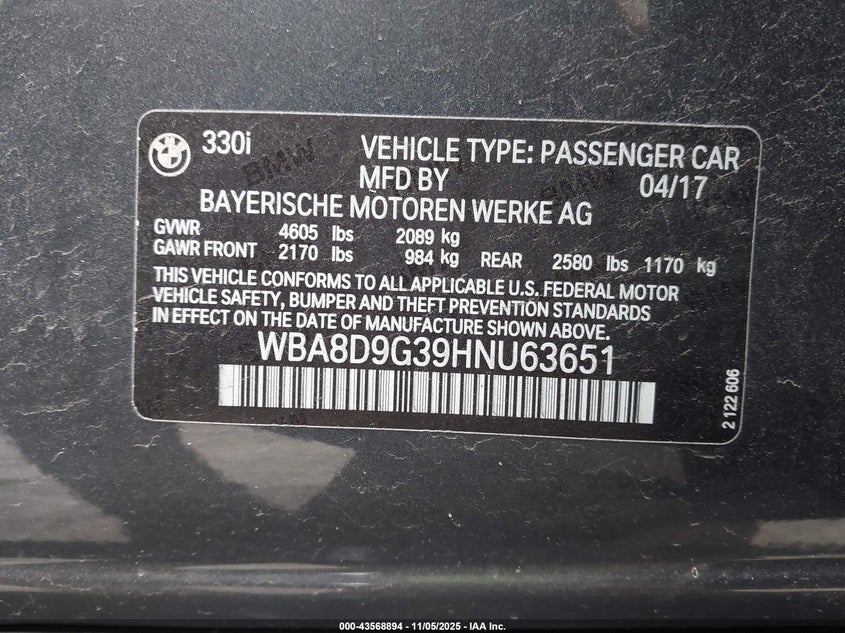 330i VEHICLE TYPE: PASSENGER CAR
MFD BY 04/17
BAYERISCHE MOTOREN WERKE AG
GVWR 4605 lbs 2089 kg
GAWR FRONT 2170 lbs 984 kg REAR 2580 lbs 1170 kg
THIS VEHICLE CONFORMS TO ALL APPLICABLE U.S. FEDERAL MOTOR
VEHICLE SAFETY, BUMPER AND THEFT PREVENTION STANDARDS
IN EFFECT ON THE DATE OF MANUFACTURE SHOWN ABOVE.
WBA8D9G39HNU63651
2 122 606
000-43568894 - 11/05/2025 - IAA Inc.